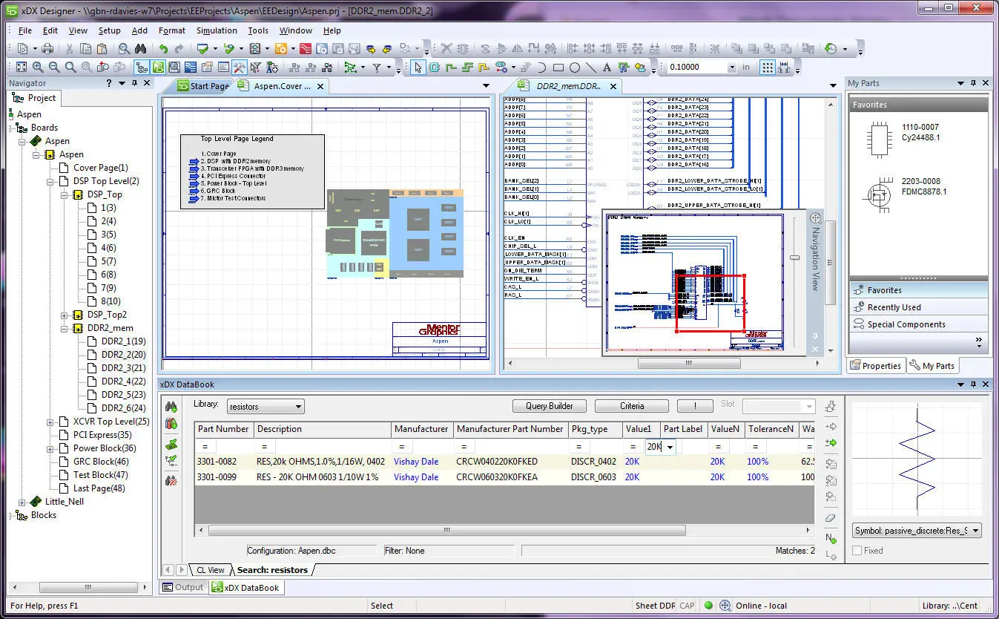 xDX Designer - \\gbn-rdavies-w7\Projects\EEProjects\Aspen\EEDesign\Aspen.prj - [DDR2_mem.DDR2_2]
File Edit View Setup Add Format Simulation Tools Window Help
0.10000 in
Navigator
Project
Aspen
Boards
Aspen
Aspen
Cover Page(1)
DSP Top Level(2)
DSP_Top
1(3)
2(4)
3(5)
4(6)
5(7)
6(8)
7(9)
8(10)
DSP_Top2
DDR2_mem
DDR2_1(19)
DDR2_2(20)
DDR2_3(21)
DDR2_4(22)
DDR2_5(23)
DDR2_6(24)
XCVR Top Level(25)
PCI Express(35)
Power Block(36)
GRC Block(46)
Test Block(47)
Last Page(48)
Little_Nell
Blocks
Start Page
Aspen.Cover ...
Top Level Page Legend
1. Cover Page
2. DSP with DDR2 memory
3. Transceiver FPGA with DDR3 memory
4. PCI Express Connector
5. Power Block - Top Level
6. GRC Block
7. Mictor Test Connectors
Mentor
Graphics
Aspen
DDR2_mem.DDR...
ADDR[8]
ADDR[7]
ADDR[6]
ADDR[5]
ADDR[4]
ADDR[3]
ADDR[2]
ADDR[1]
ADDR[0]
BANK_SEL[2]
BANK_SEL[1]
BANK_SEL[0]
CLK_H[1]
CLK_L[1]
CLK_EN
CHIP_SEL_L
LOWER_DATA_MASK[1]
UPPER_DATA_MASK[1]
ON_DIE_TERM
WRITE_EN_L
CAS_L
RAS_L
DDR2_DATA[24]
DDR2_DATA[23]
DDR2_DATA[22]
DDR2_DATA[21]
DDR2_DATA[20]
DDR2_DATA[19]
DDR2_DATA[18]
DDR2_DATA[17]
DDR2_DATA[16]
DDR2_LOWER_DATA_STROBE_H[1]
DDR2_LOWER_DATA_STROBE_L[1]
DDR2_UPPER_DATA_STROBE_H[1]
DDR2 DRAM Memory
Navigation View
My Parts
Favorites
1110-0007
Cy24488.1
2203-0008
FDMC8878.1
Favorites
Recently Used
Special Components
Properties My Parts
xDX DataBook
Library: resistors Query Builder Criteria ! Slot
Part Number Description Manufacturer Manufacturer Part Number Pkg_type Value1 Part Label ValueN ToleranceN Wa
= = = = = = 20K = =
3301-0082 RES,20k OHMS,1.0%,1/16W, 0402 Vishay Dale CRCW040220K0FKED DISCR_0402 20K 20K 100% 62.5
3301-0099 RES - 20K OHM 0603 1/10W 1% Vishay Dale CRCW060320K0FKEA DISCR_0603 20K 20K 100% 100
Configuration: Aspen.dbc Filter: None Matches: 2
CL View Search: resistors
Symbol: passive_discrete:Res_S
Fixed
Output xDX DataBook
For Help, press F1 Select Sheet DDR CAP Online - local Library: ..\Cent